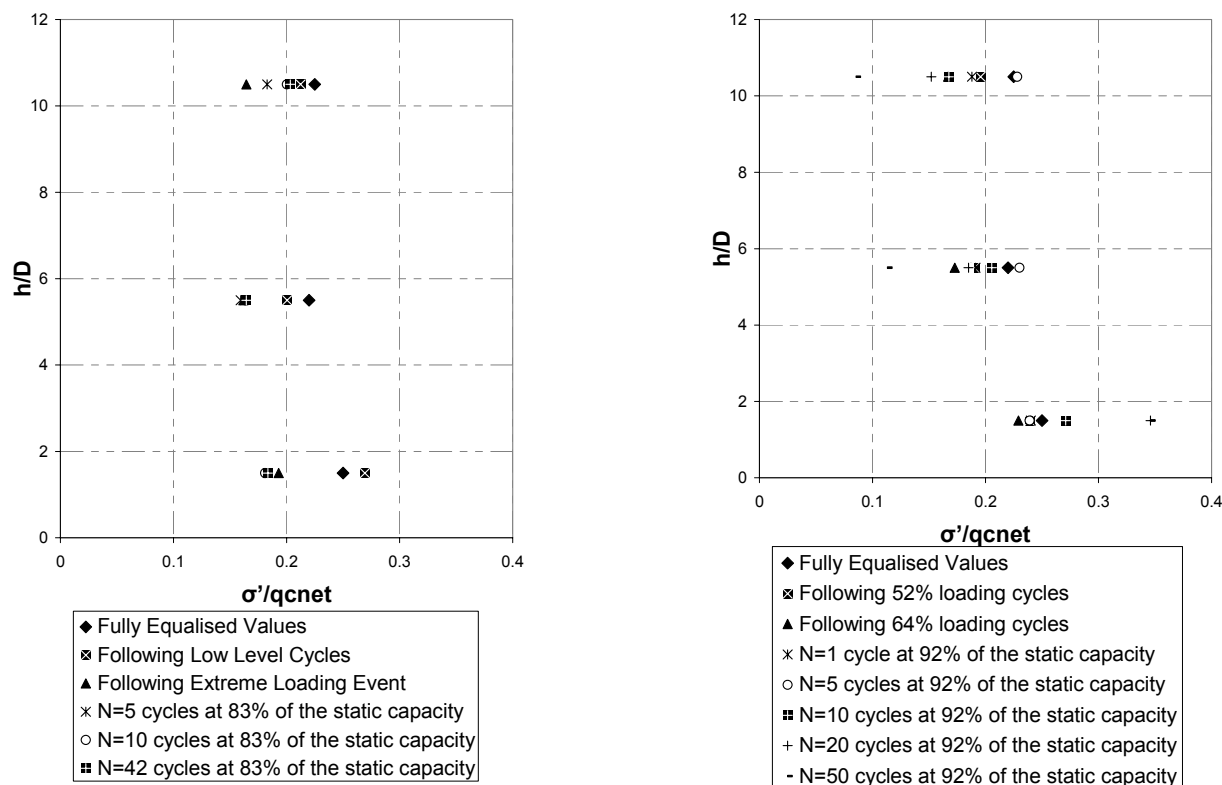 12
10
8
6
4
2
0
h/D
0
0.1
0.2
0.3
0.4
σ’/qcnet
Fully Equalised Values
Following Low Level Cycles
Following Extreme Loading Event
N=5 cycles at 83% of the static capacity
N=10 cycles at 83% of the static capacity
N=42 cycles at 83% of the static capacity
12
10
8
6
4
2
0
h/D
0
0.1
0.2
0.3
0.4
σ’/qcnet
Fully Equalised Values
Following 52% loading cycles
Following 64% loading cycles
N=1 cycle at 92% of the static capacity
N=5 cycles at 92% of the static capacity
N=10 cycles at 92% of the static capacity
N=20 cycles at 92% of the static capacity
N=50 cycles at 92% of the static capacity